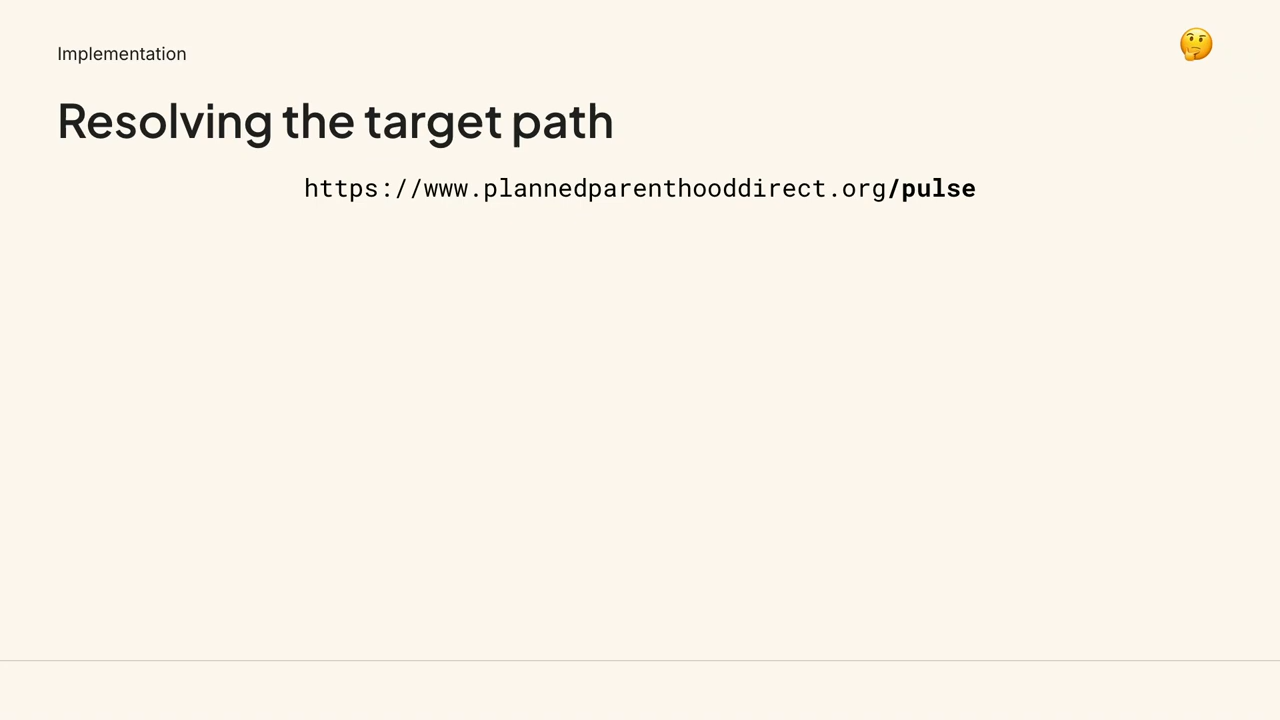 Implementation
Resolving the target path
https://www.plannedparenthooddirect.org/pulse